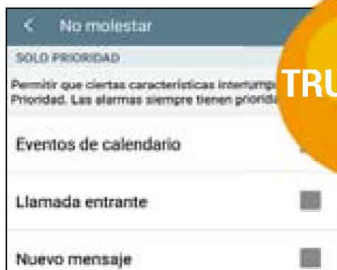 No molestar
SOLO PRIORIDAD
Permitir que ciertas características
Prioridad. Las alarmas siempre tienen
TRU
Eventos de calendario
Llamada entrante
Nuevo mensaje